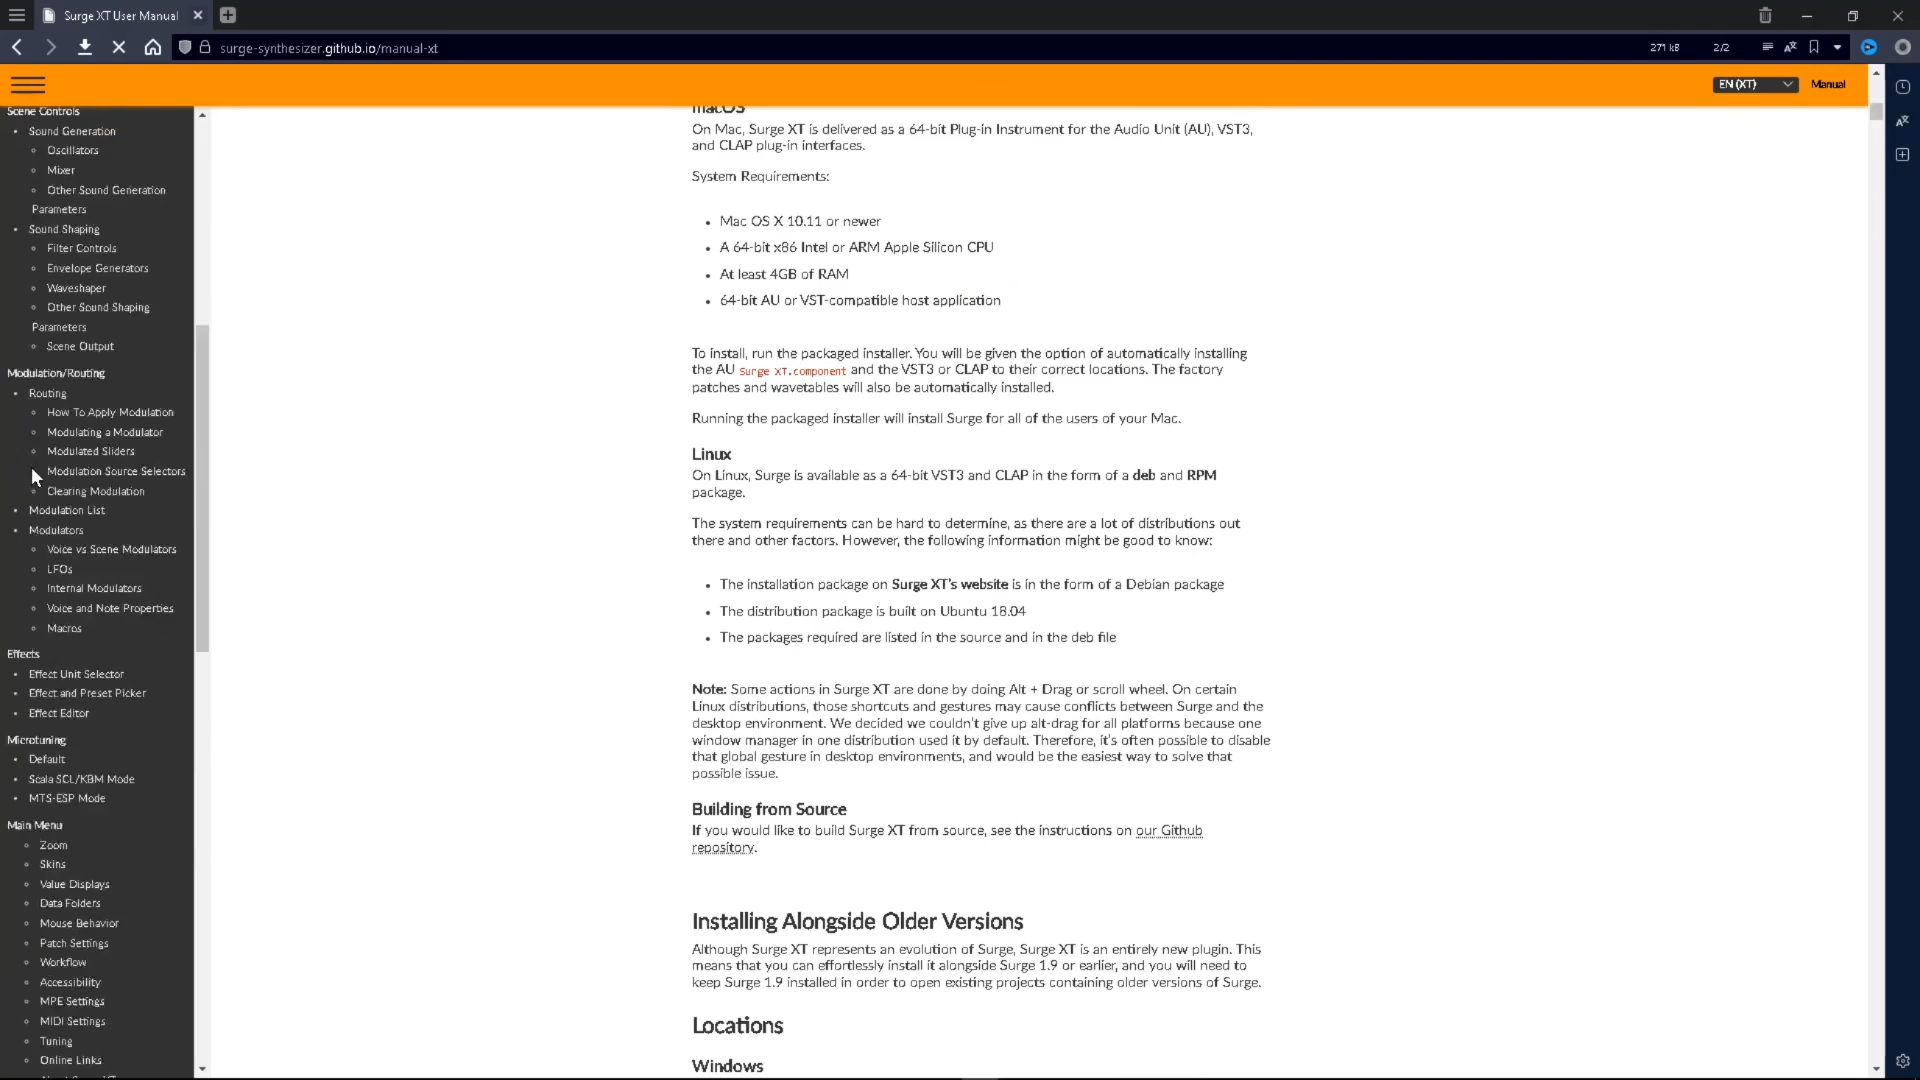 Surge XT User Manual
surge-synthesizer.github.io/manual-xt
271 kB
2/2
EN (XT)
Manual
Scene Controls
Sound Generation
Oscillators
Mixer
Other Sound Generation
Parameters
Sound Shaping
Filter Controls
Envelope Generators
Waveshaper
Other Sound Shaping
Parameters
Scene Output
Modulation/Routing
Routing
How To Apply Modulation
Modulating a Modulator
Modulated Sliders
Modulation Source Selectors
Clearing Modulation
Modulation List
Modulators
Voice vs Scene Modulators
LFOs
Internal Modulators
Voice and Note Properties
Macros
Effects
Effect Unit Selector
Effect and Preset Picker
Effect Editor
Microtuning
Default
Scala SCL/KBM Mode
MTS-ESP Mode
Main Menu
Zoom
Skins
Value Displays
Data Folders
Mouse Behavior
Patch Settings
Workflow
Accessibility
MPE Settings
MIDI Settings
Tuning
Online Links
macOS
On Mac, Surge XT is delivered as a 64-bit Plug-in Instrument for the Audio Unit (AU), VST3,
and CLAP plug-in interfaces.
System Requirements:
Mac OS X 10.11 or newer
A 64-bit x86 Intel or ARM Apple Silicon CPU
At least 4GB of RAM
64-bit AU or VST-compatible host application
To install, run the packaged installer. You will be given the option of automatically installing
the AU Surge XT.component and the VST3 or CLAP to their correct locations. The factory
patches and wavetables will also be automatically installed.
Running the packaged installer will install Surge for all of the users of your Mac.
Linux
On Linux, Surge is available as a 64-bit VST3 and CLAP in the form of a deb and RPM
package.
The system requirements can be hard to determine, as there are a lot of distributions out
there and other factors. However, the following information might be good to know:
The installation package on Surge XT's website is in the form of a Debian package
The distribution package is built on Ubuntu 18.04
The packages required are listed in the source and in the deb file
Note: Some actions in Surge XT are done by doing Alt + Drag or scroll wheel. On certain
Linux distributions, those shortcuts and gestures may cause conflicts between Surge and the
desktop environment. We decided we couldn't give up alt-drag for all platforms because one
window manager in one distribution used it by default. Therefore, it's often possible to disable
that global gesture in desktop environments, and would be the easiest way to solve that
possible issue.
Building from Source
If you would like to build Surge XT from source, see the instructions on our Github
repository.
Installing Alongside Older Versions
Although Surge XT represents an evolution of Surge, Surge XT is an entirely new plugin. This
means that you can effortlessly install it alongside Surge 1.9 or earlier, and you will need to
keep Surge 1.9 installed in order to open existing projects containing older versions of Surge.
Locations
Windows